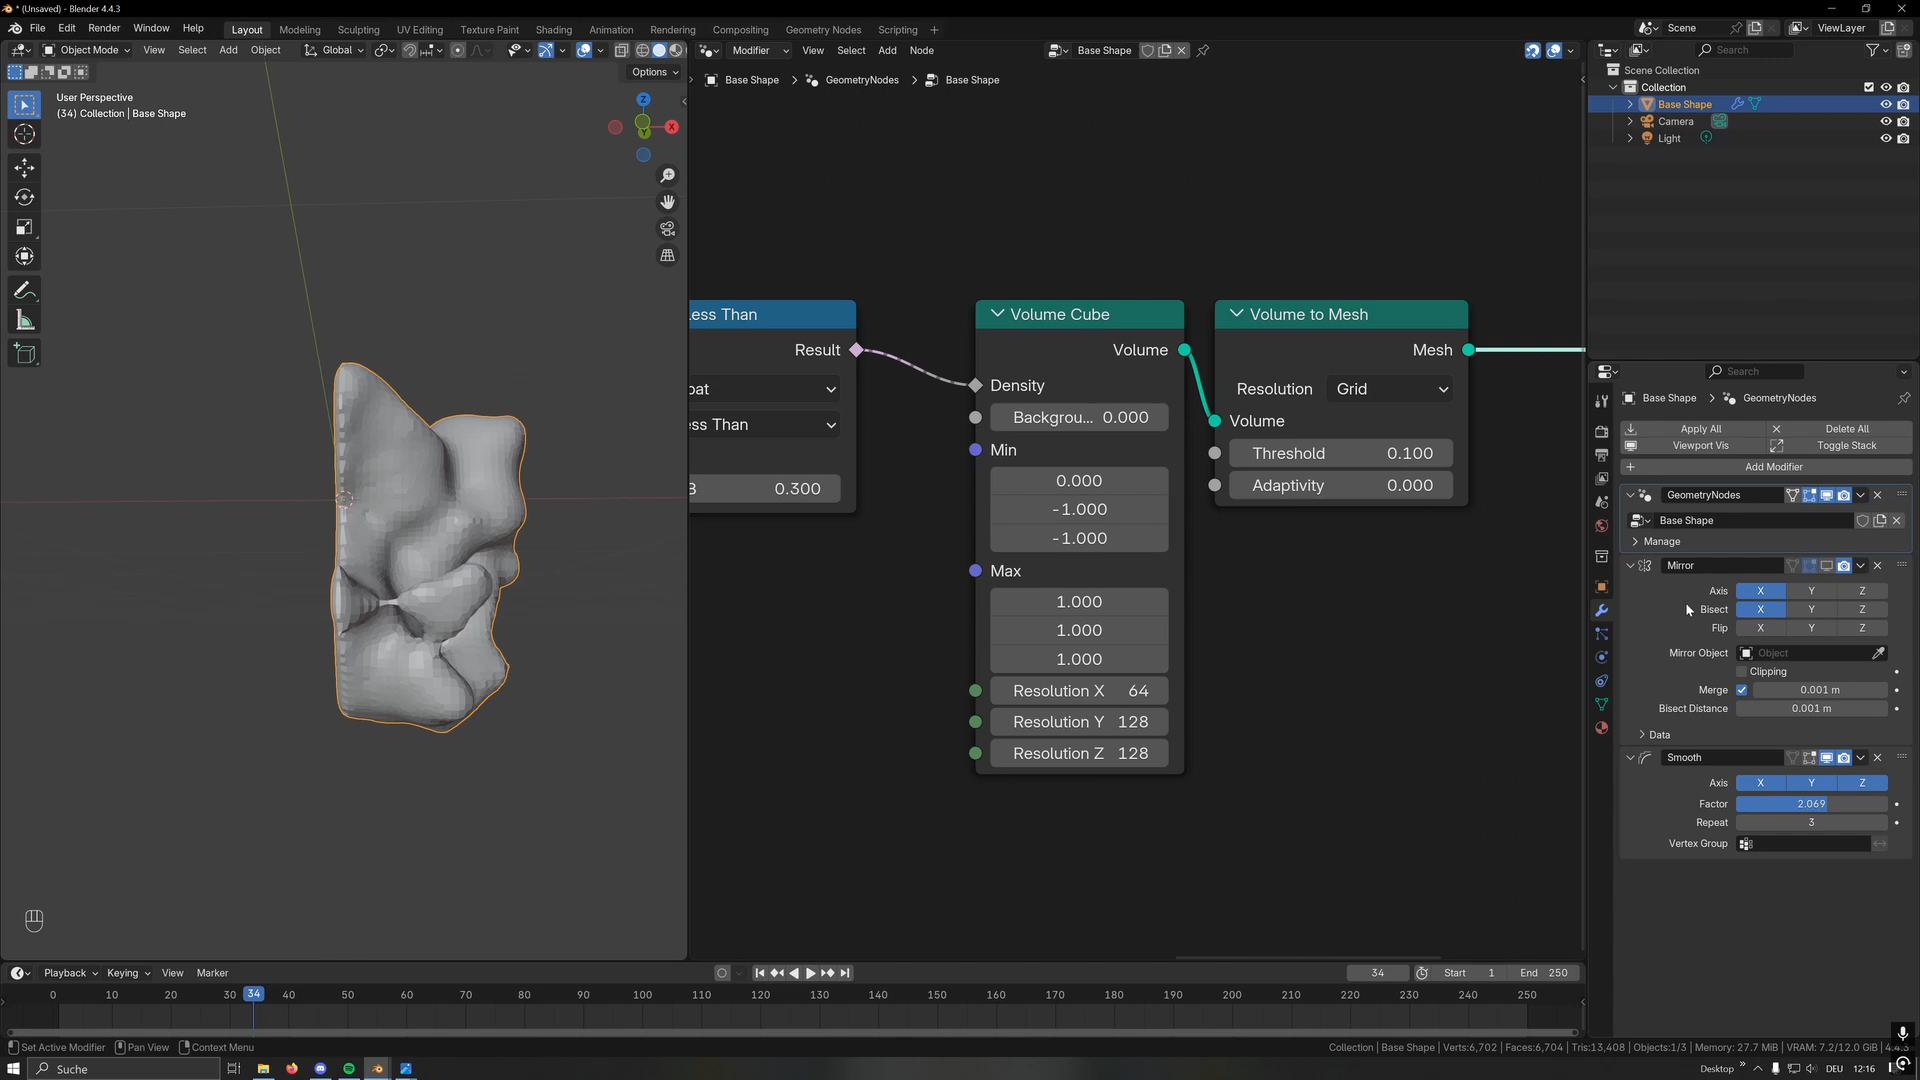 * (Unsaved) - Blender 4.4.3
File Edit Render Window Help Layout Modeling Sculpting UV Editing Texture Paint Shading Animation Rendering Compositing Geometry Nodes Scripting + Scene ViewLayer
Object Mode View Select Add Object Global Modifier View Select Add Node Base Shape Search
Options
Base Shape > GeometryNodes > Base Shape
User Perspective
(34) Collection | Base Shape
Z
X
Y
Scene Collection
Collection
Base Shape
Camera
Light
ess Than
Result
oat
ess Than
B 0.300
Volume Cube
Volume
Density
Backgrou... 0.000
Min
0.000
-1.000
-1.000
Max
1.000
1.000
1.000
Resolution X 64
Resolution Y 128
Resolution Z 128
Volume to Mesh
Mesh
Resolution Grid
Volume
Threshold 0.100
Adaptivity 0.000
Search
Base Shape > GeometryNodes
Apply All Delete All
Viewport Vis Toggle Stack
Add Modifier
GeometryNodes
Base Shape
Manage
Mirror
Axis X Y Z
Bisect X Y Z
Flip X Y Z
Mirror Object Object
Clipping
Merge 0.001 m
Bisect Distance 0.001 m
Data
Smooth
Axis X Y Z
Factor 2.069
Repeat 3
Vertex Group
Playback Keying View Marker 34 Start 1 End 250
0 10 20 30 34 40 50 60 70 80 90 100 110 120 130 140 150 160 170 180 190 200 210 220 230 240 250
Set Active Modifier Pan View Context Menu Collection | Base Shape | Verts:6,702 | Faces:6,704 | Tris:13,408 | Objects:1/3 | Memory: 27.7 MiB | VRAM: 7.2/12.0 GiB | 4.4.3
Suche Desktop DEU 12:16